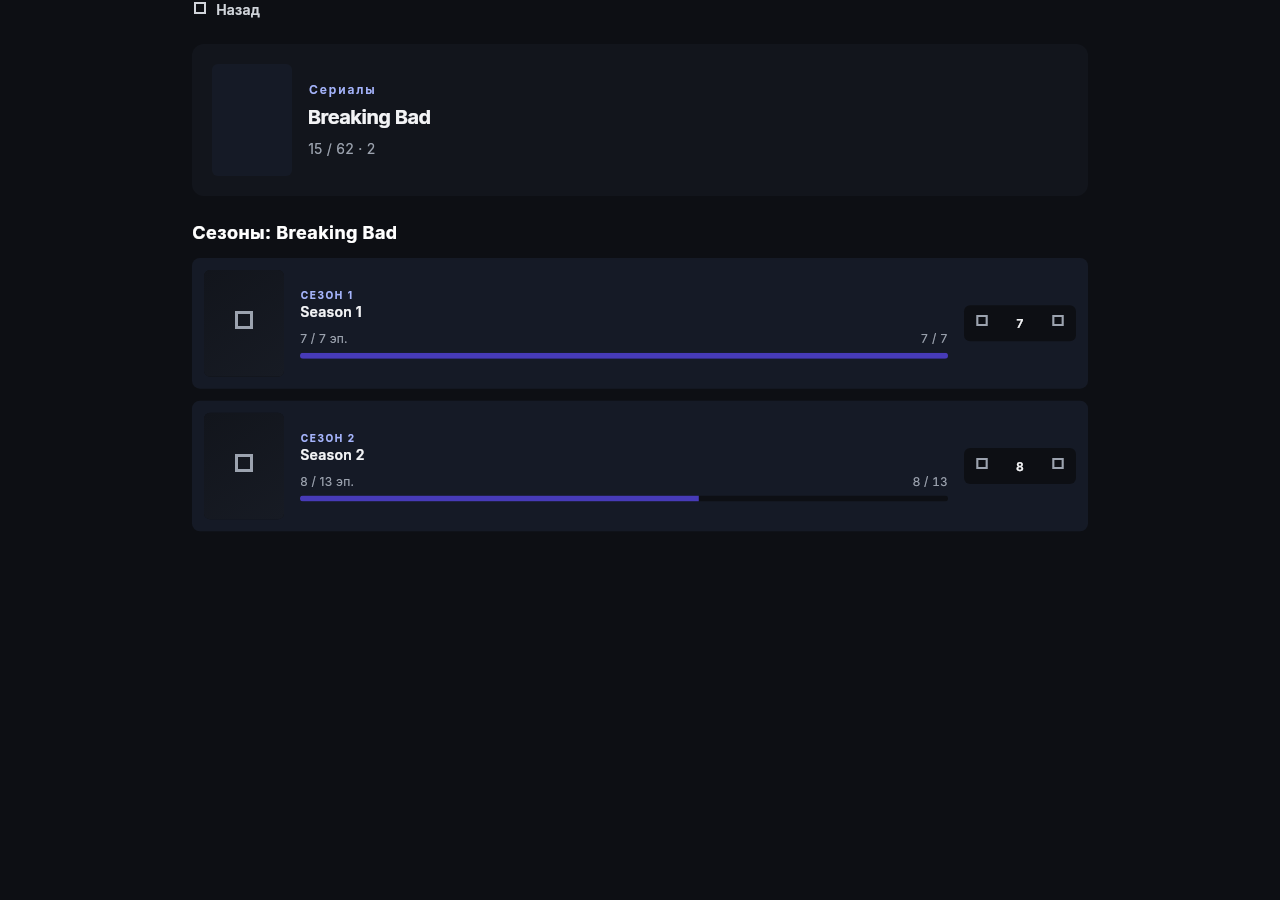 Назад
Сериалы
Breaking Bad
15 / 62 · 2
Сезоны: Breaking Bad
СЕЗОН 1
Season 1
7 / 7 эп.
7 / 7
7
СЕЗОН 2
Season 2
8 / 13 эп.
8 / 13
8